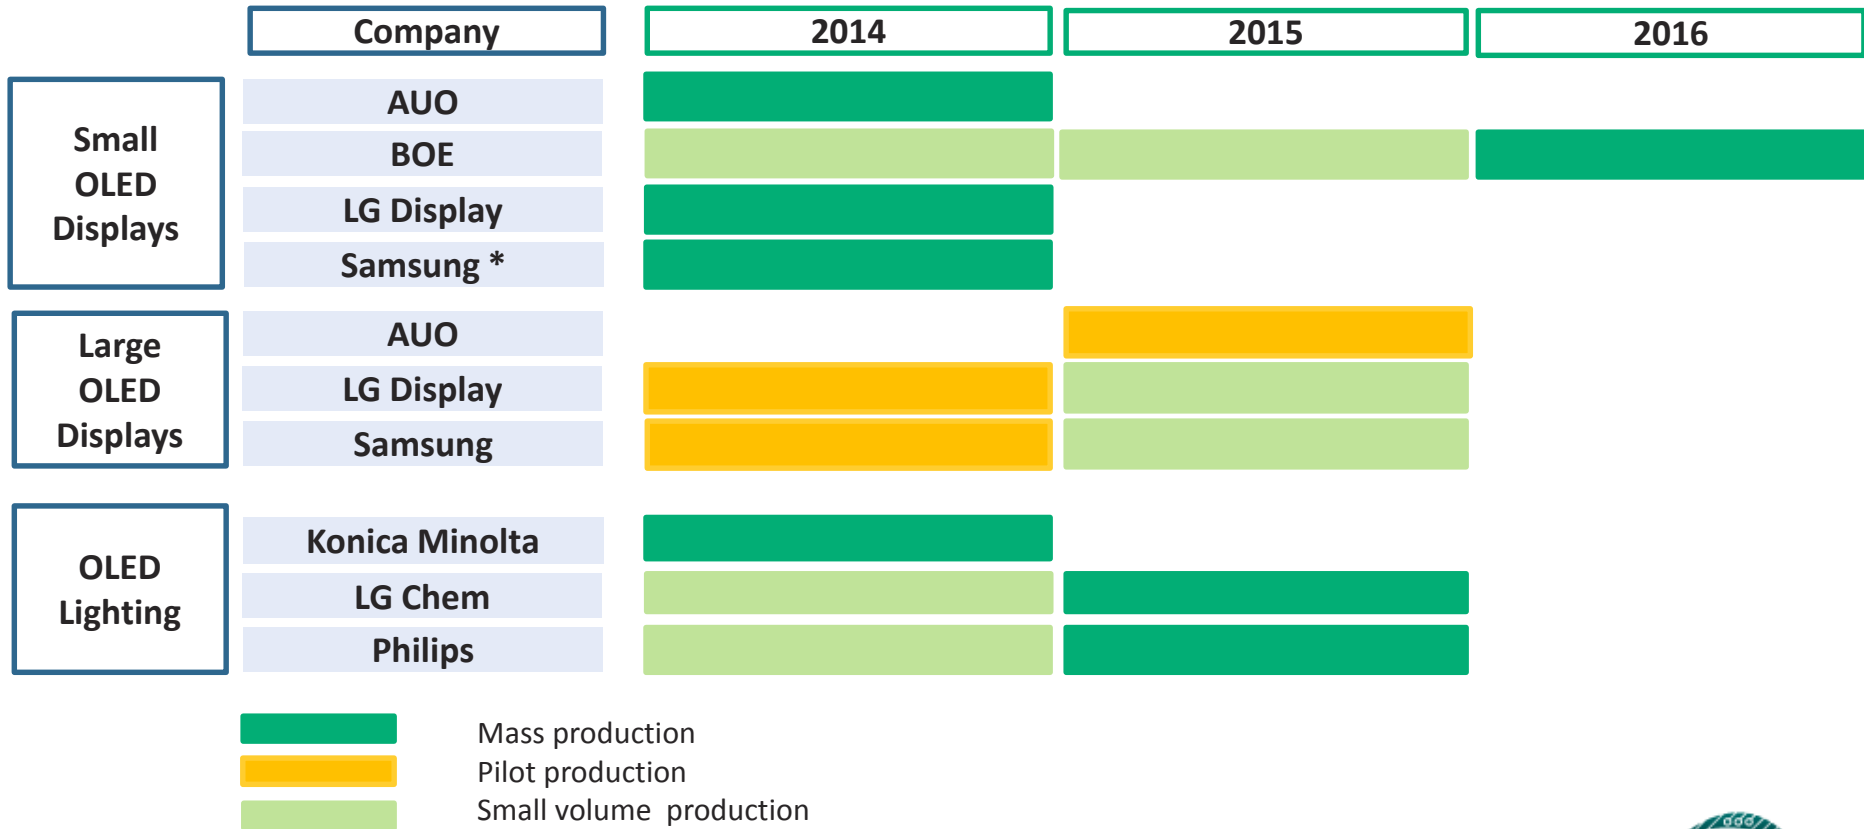 Company 2014 2015 2016
Small
OLED
Displays
AUO
BOE
LG Display
Samsung *
Large
OLED
Displays
AUO
LG Display
Samsung
OLED
Lighting
Konica Minolta
LG Chem
Philips
Mass production
Pilot production
Small volume production